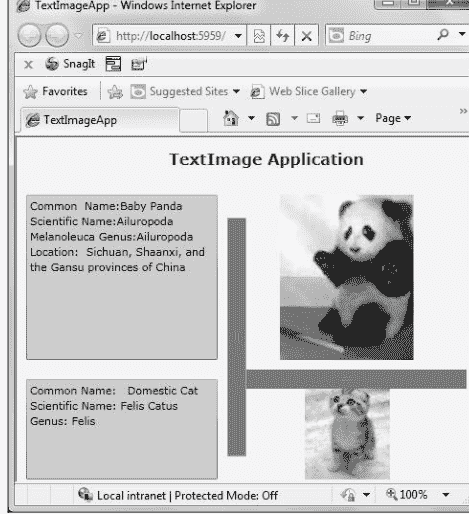 TextImageApp - Windows Internet Explorer
http://localhost:5959/
Bing
x SnagIt
Favorites Suggested Sites Web Slice Gallery
TextImageApp Page »
TextImage Application
Common Name:Baby Panda
Scientific Name:Ailuropoda
Melanoleuca Genus:Ailuropoda
Location: Sichuan, Shaanxi, and
the Gansu provinces of China
Common Name: Domestic Cat
Scientific Name: Felis Catus
Genus: Felis
Local intranet | Protected Mode: Off 100%